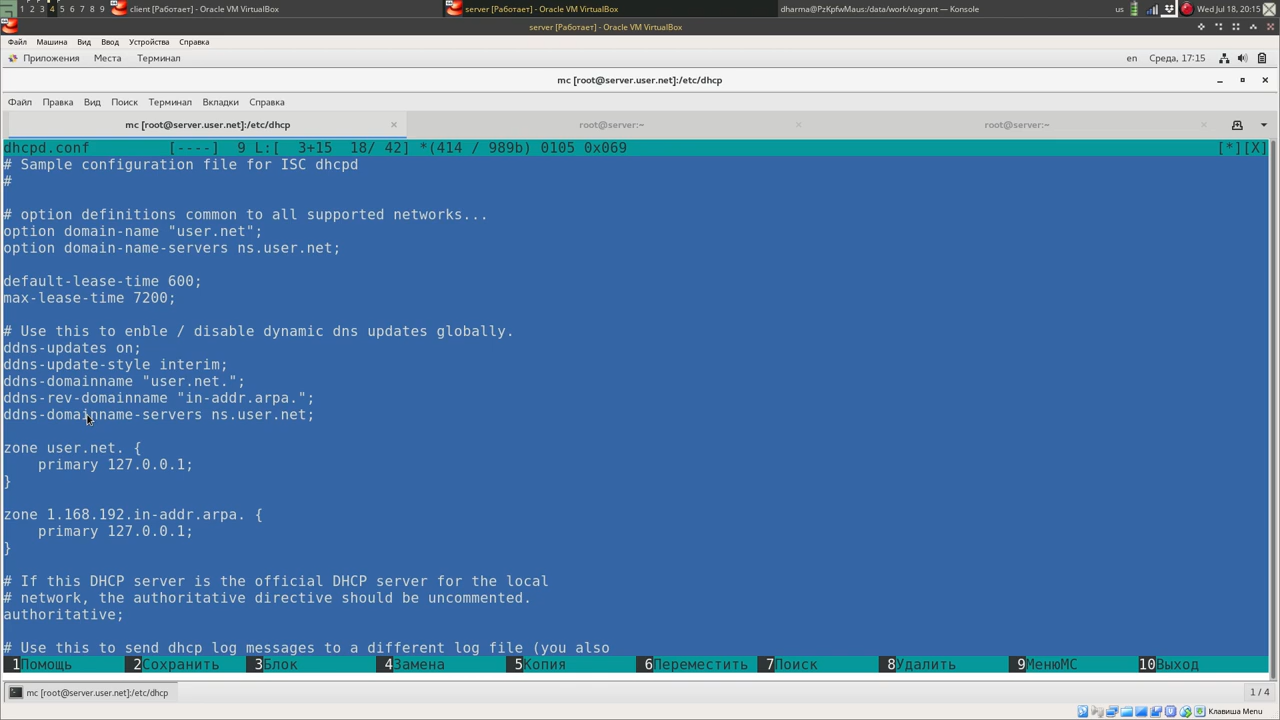 1 2 3 4 5 6 7 8 9 client [Работает] - Oracle VM VirtualBox server [Работает] - Oracle VM VirtualBox dharma@PzKpfwMaus:/data/work/vagrant — Konsole us Wed Jul 18, 20:15
server [Работает] - Oracle VM VirtualBox
Файл Машина Вид Ввод Устройства Справка
Приложения Места Терминал en Среда, 17:15
mc [root@server.user.net]:/etc/dhcp
Файл Правка Вид Поиск Терминал Вкладки Справка
mc [root@server.user.net]:/etc/dhcp × root@server:~ × root@server:~ ×
dhcpd.conf [----] 9 L:[ 3+15 18/ 42] *(414 / 989b) 0105 0x069 [*][X]
# Sample configuration file for ISC dhcpd
#
# option definitions common to all supported networks...
option domain-name "user.net";
option domain-name-servers ns.user.net;
default-lease-time 600;
max-lease-time 7200;
# Use this to enble / disable dynamic dns updates globally.
ddns-updates on;
ddns-update-style interim;
ddns-domainname "user.net.";
ddns-rev-domainname "in-addr.arpa.";
ddns-domainname-servers ns.user.net;
zone user.net. {
primary 127.0.0.1;
}
zone 1.168.192.in-addr.arpa. {
primary 127.0.0.1;
}
# If this DHCP server is the official DHCP server for the local
# network, the authoritative directive should be uncommented.
authoritative;
# Use this to send dhcp log messages to a different log file (you also
1Помощь 2Сохранить 3Блок 4Замена 5Копия 6Переместить 7Поиск 8Удалить 9МенюМС 10Выход
mc [root@server.user.net]:/etc/dhcp 1 / 4
Клавиша Menu